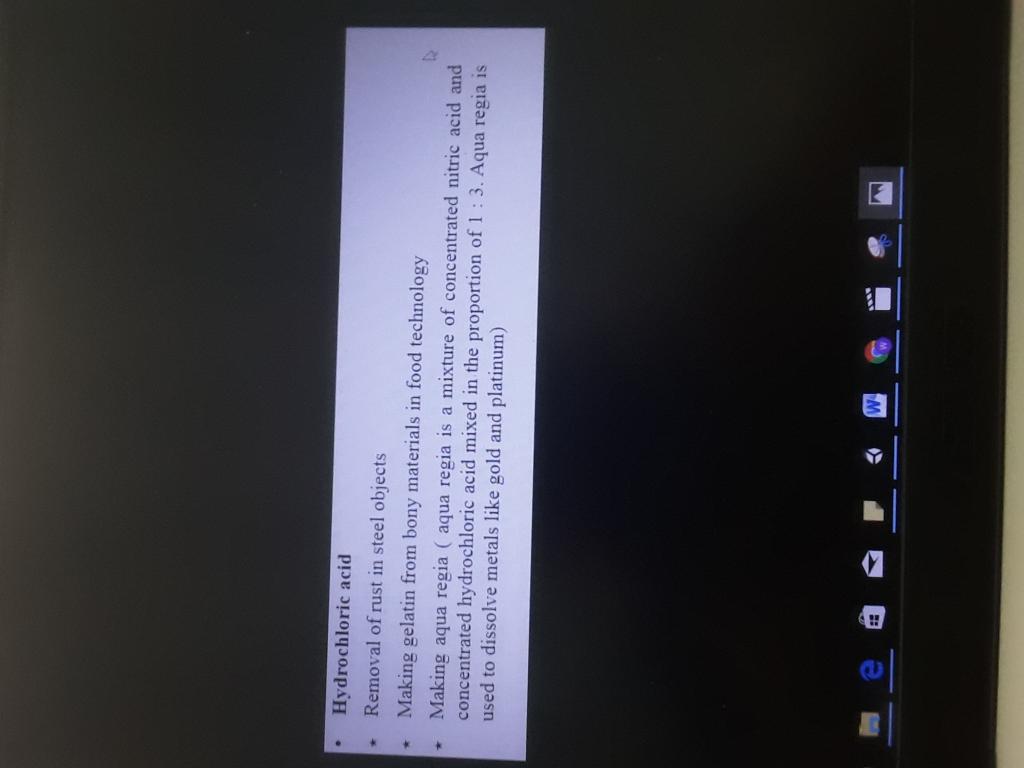 • Hydrochloric acid
* Removal of rust in steel objects
* Making gelatin from bony materials in food technology
* Making aqua regia ( aqua regia is a mixture of concentrated nitric acid and
concentrated hydrochloric acid mixed in the proportion of 1 : 3. Aqua regia is
used to dissolve metals like gold and platinum)